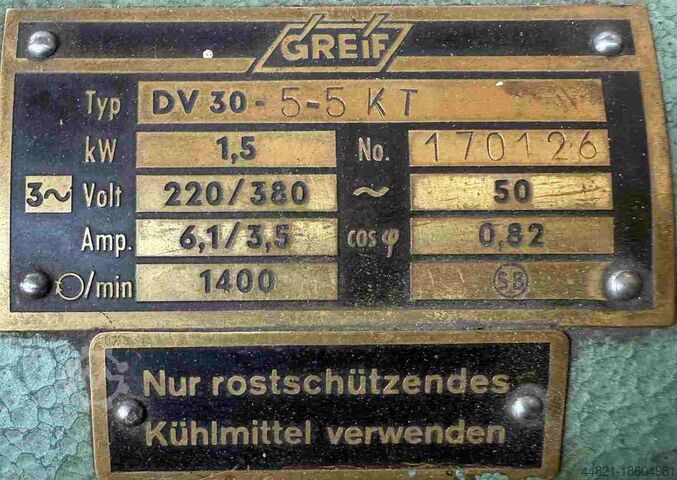 GREIF
Typ DV 30 - 5-5 KT
kW 1,5 No. 170126
3~ Volt 220/380 ~ 50
Amp. 6,1/3,5 cos φ 0,82
○/min 1400 SB
Nur rostschützendes
Kühlmittel verwenden
44821-18604981